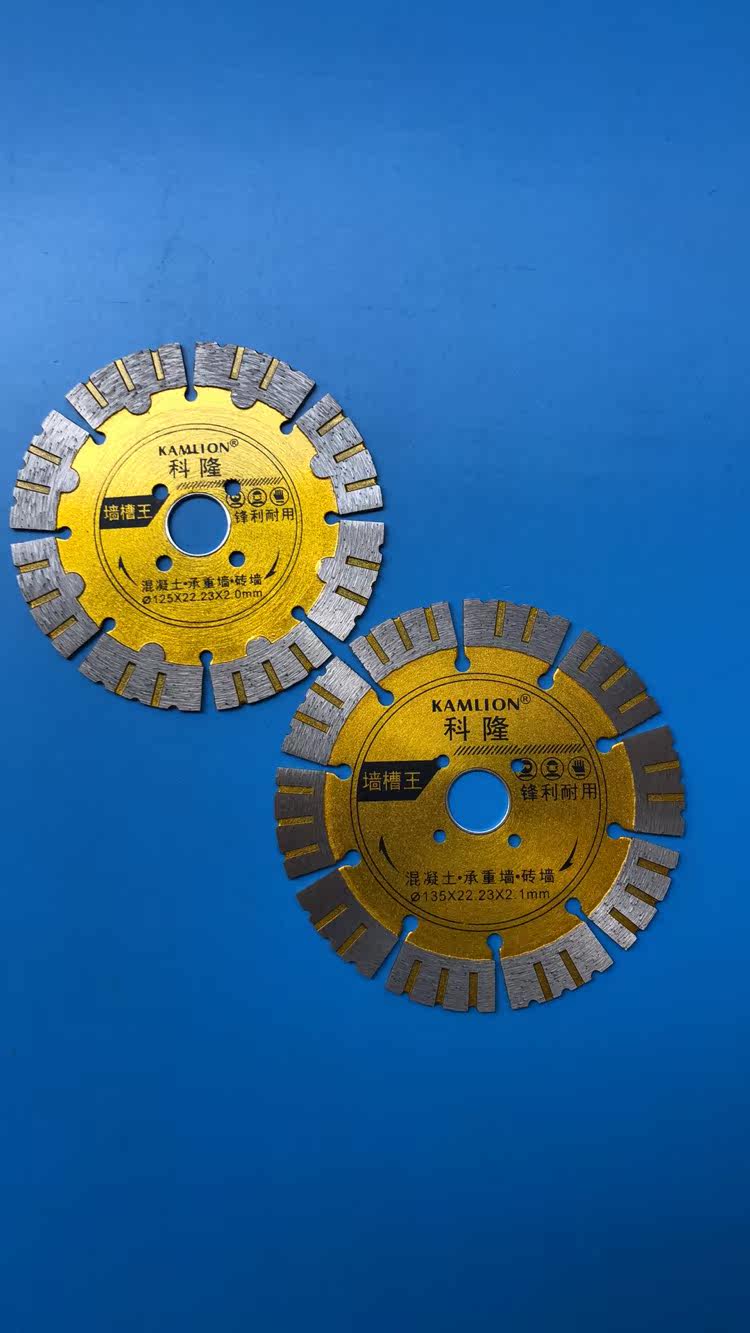 KAMLION®
科隆
墙槽王
锋利耐用
混凝土•承重墙•砖墙
Ø125X22.23X2.0mm
KAMLION®
科隆
墙槽王
锋利耐用
混凝土•承重墙•砖墙
Ø135X22.23X2.1mm